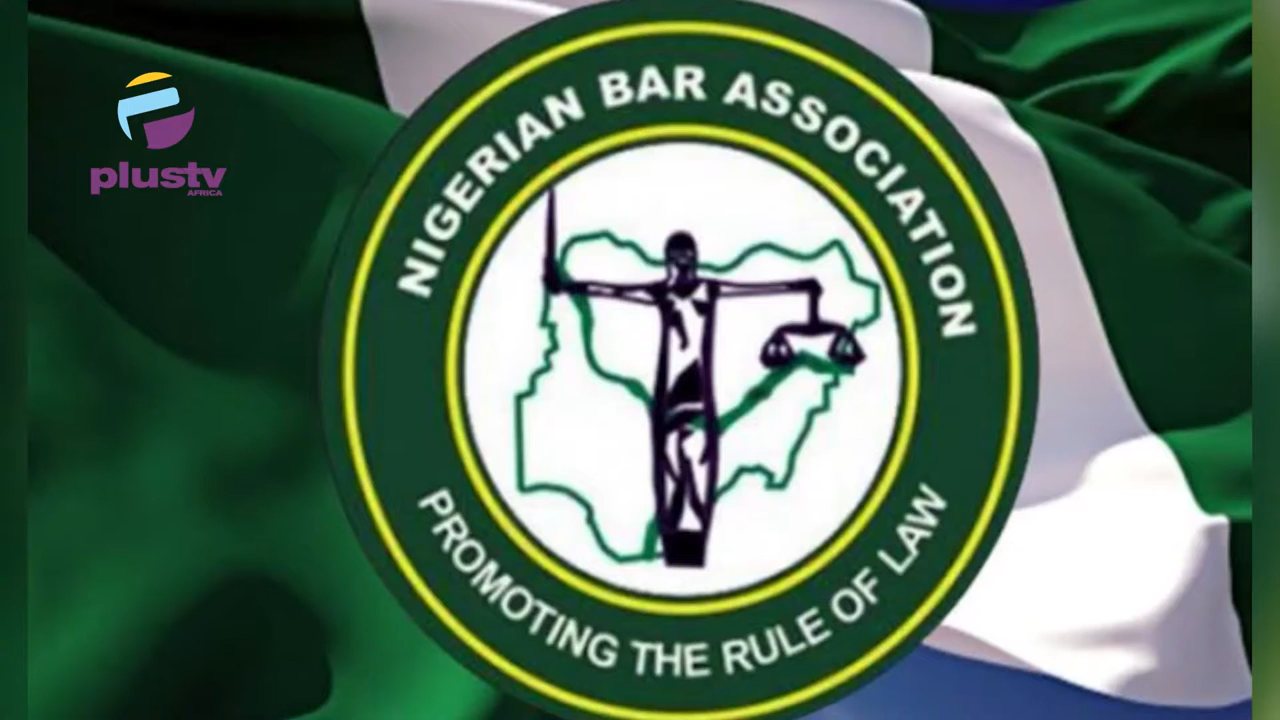 plustv
AFRICA
NIGERIAN BAR ASSOCIATION
PROMOTING THE RULE OF LAW